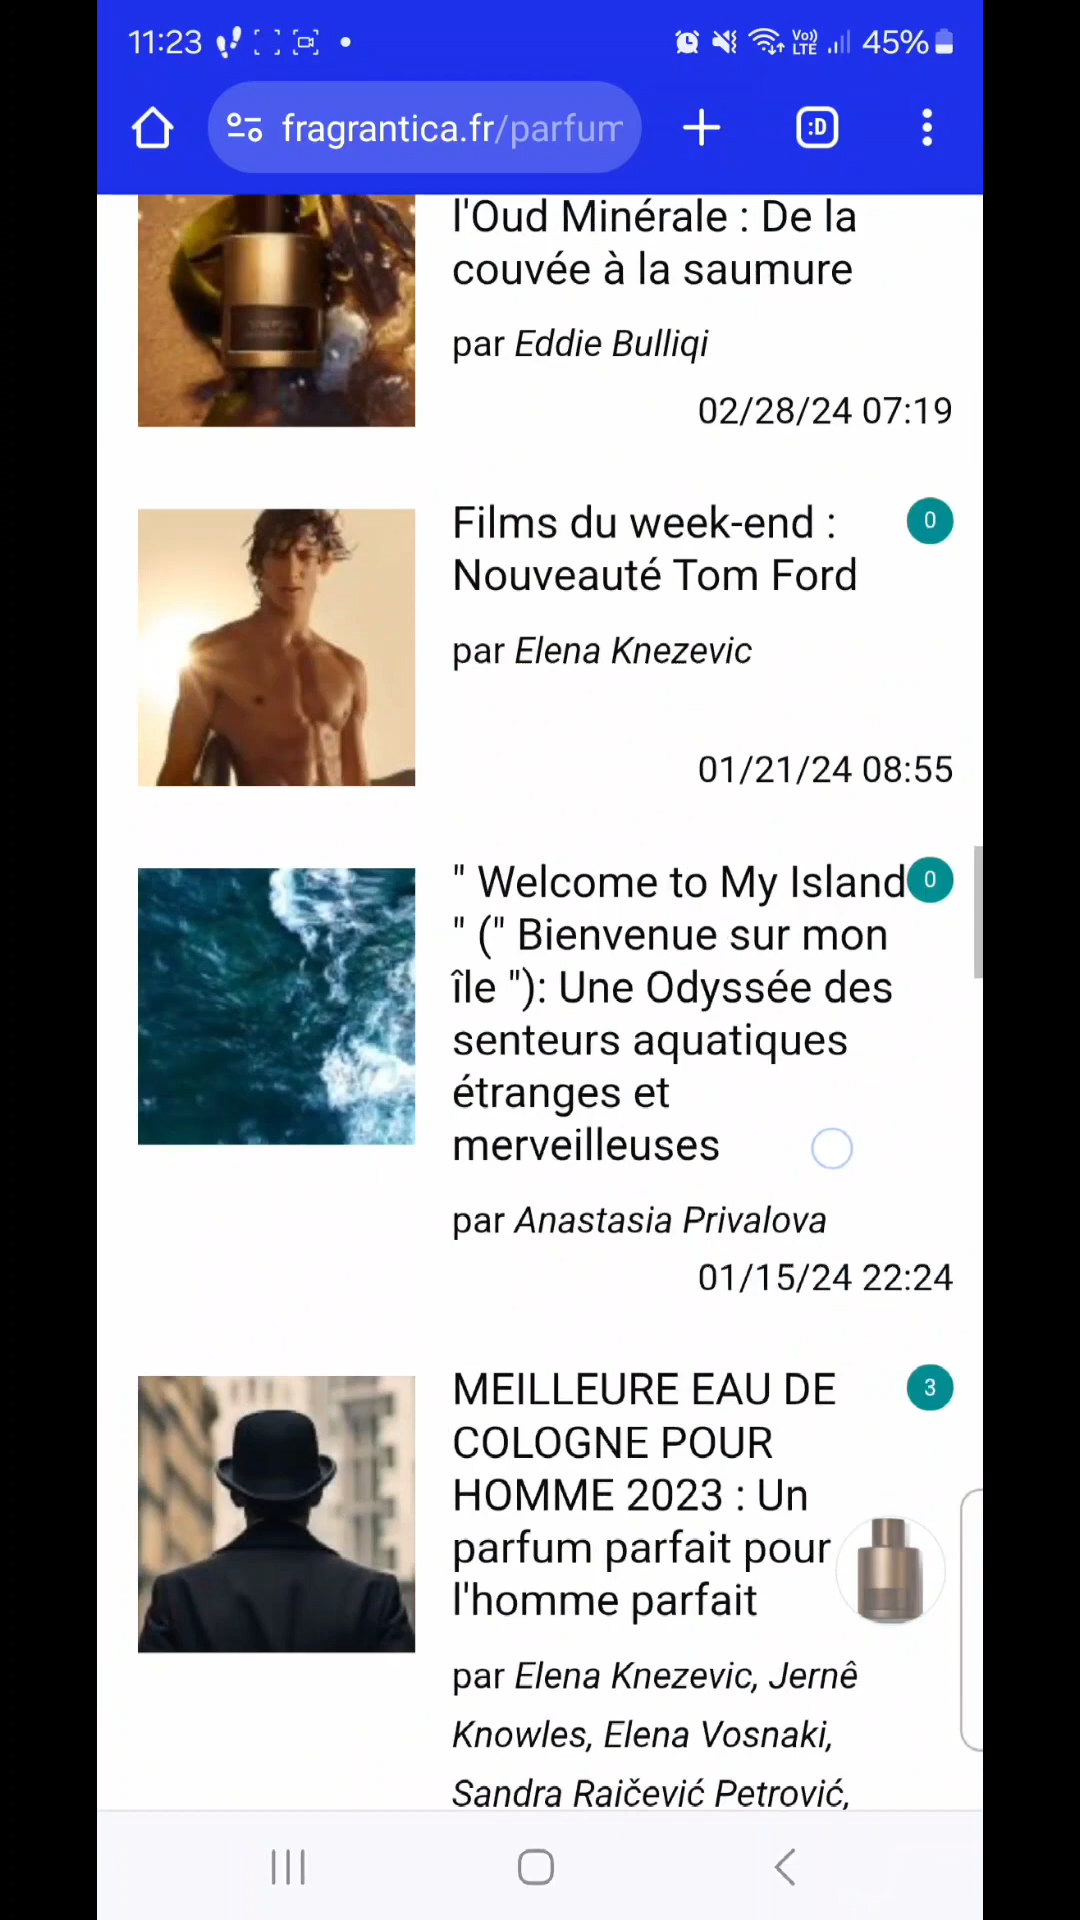 11:23 Vo)) LTE 45%
fragrantica.fr/parfum :D
l'Oud Minérale : De la
couvée à la saumure
par Eddie Bulliqi
02/28/24 07:19
Films du week-end : 0
Nouveauté Tom Ford
par Elena Knezevic
01/21/24 08:55
" Welcome to My Island 0
" (" Bienvenue sur mon
île "): Une Odyssée des
senteurs aquatiques
étranges et
merveilleuses
par Anastasia Privalova
01/15/24 22:24
MEILLEURE EAU DE 3
COLOGNE POUR
HOMME 2023 : Un
parfum parfait pour
l'homme parfait
par Elena Knezevic, Jernê
Knowles, Elena Vosnaki,
Sandra Raičević Petrović,